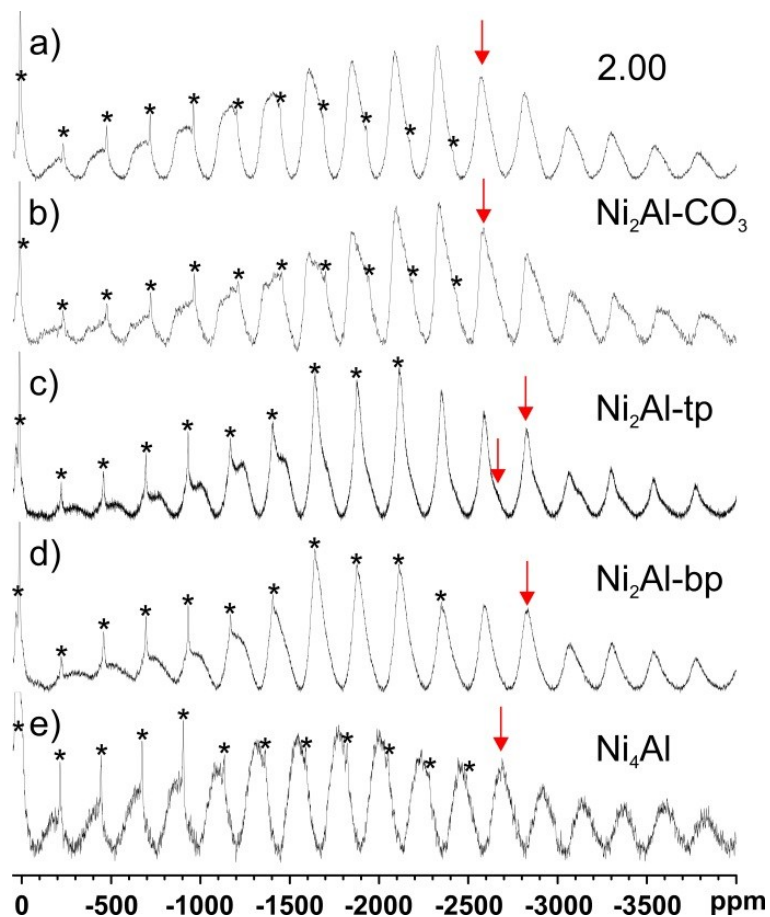 a) 2.00
b) Ni₂Al-CO₃
c) Ni₂Al-tp
d) Ni₂Al-bp
e) Ni₄Al
0 -500 -1000 -1500 -2000 -2500 -3000 -3500 ppm